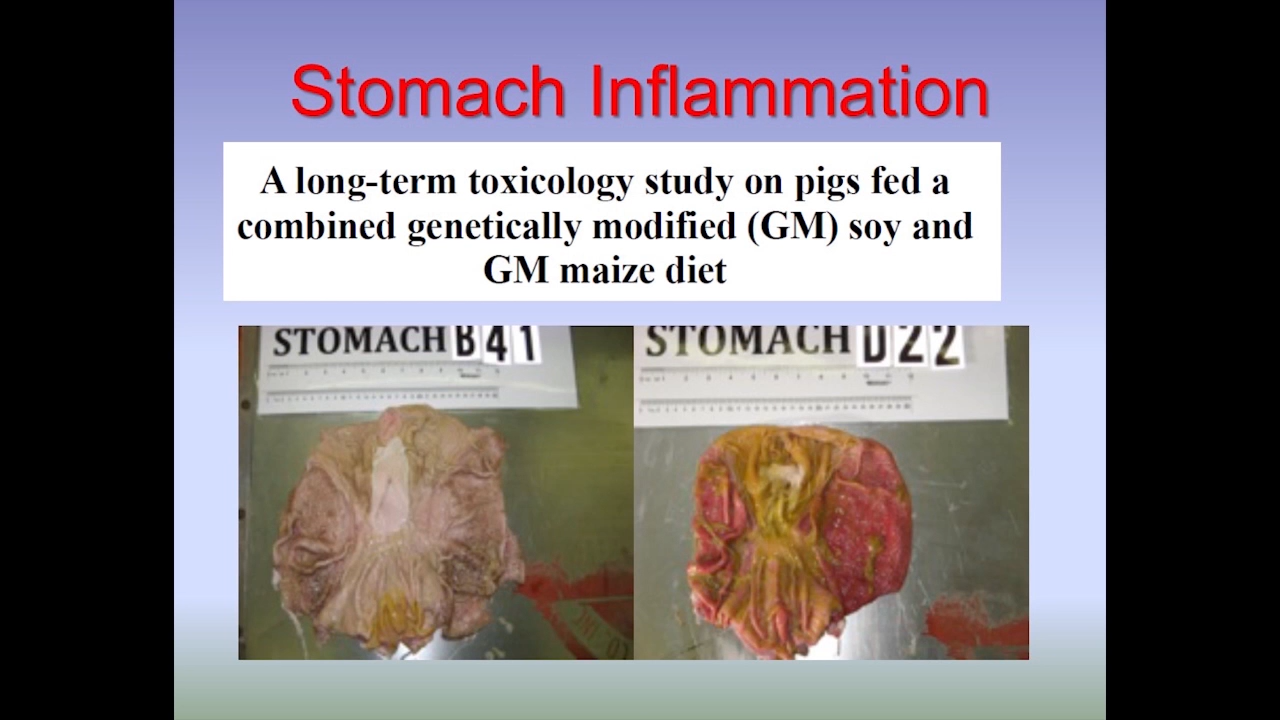 Stomach Inflammation
A long-term toxicology study on pigs fed a
combined genetically modified (GM) soy and
GM maize diet
STOMACH B41
STOMACH D22